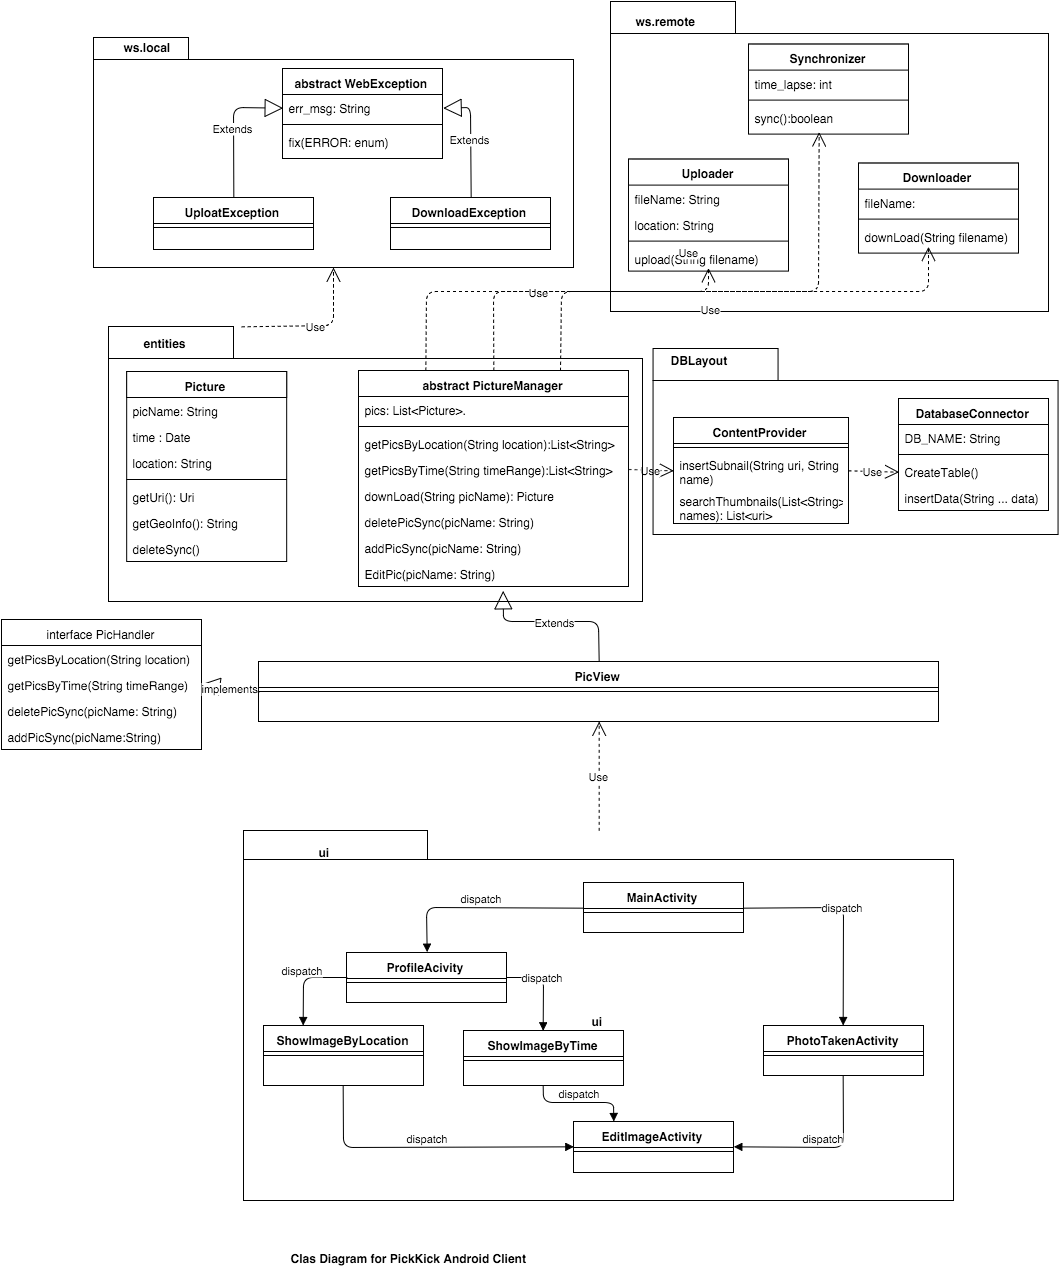 ws.local
abstract WebException
err_msg: String
fix(ERROR: enum)
Extends
Extends
UploatException
DownloadException
ws.remote
Synchronizer
time_lapse: int
sync():boolean
Uploader
fileName: String
location: String
upload(String filename)
Use
Downloader
fileName:
downLoad(String filename)
Use
Use
Use
entities
Picture
picName: String
time : Date
location: String
getUri(): Uri
getGeoInfo(): String
deleteSync()
abstract PictureManager
pics: List<Picture>.
getPicsByLocation(String location):List<String>
getPicsByTime(String timeRange):List<String>
downLoad(String picName): Picture
deletePicSync(picName: String)
addPicSync(picName: String)
EditPic(picName: String)
Use
DBLayout
ContentProvider
insertSubnail(String uri, String
name)
searchThumbnails(List<String>
names): List<uri>
Use
DatabaseConnector
DB_NAME: String
CreateTable()
insertData(String ... data)
Extends
interface PicHandler
getPicsByLocation(String location)
getPicsByTime(String timeRange)
deletePicSync(picName: String)
addPicSync(picName:String)
implements
PicView
Use
ui
MainActivity
dispatch
dispatch
ProfileAcivity
dispatch
dispatch
ui
ShowImageByLocation
ShowImageByTime
PhotoTakenActivity
dispatch
dispatch
dispatch
EditImageActivity
Clas Diagram for PickKick Android Client